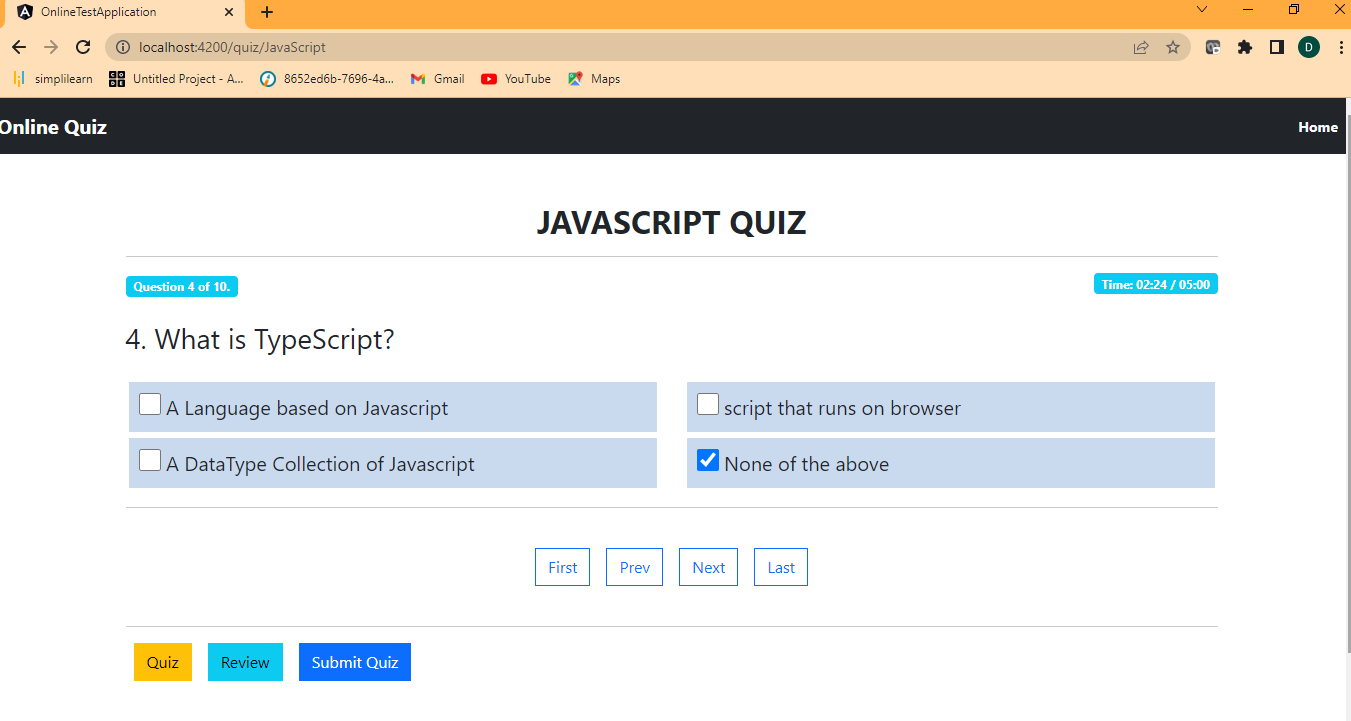 OnlineTestApplication
localhost:4200/quiz/JavaScript
D
simplilearn
Untitled Project - A...
8652ed6b-7696-4a...
Gmail
YouTube
Maps
Online Quiz
Home
JAVASCRIPT QUIZ
Question 4 of 10.
Time: 02:24 / 05:00
4. What is TypeScript?
A Language based on Javascript
script that runs on browser
A DataType Collection of Javascript
None of the above
First
Prev
Next
Last
Quiz
Review
Submit Quiz